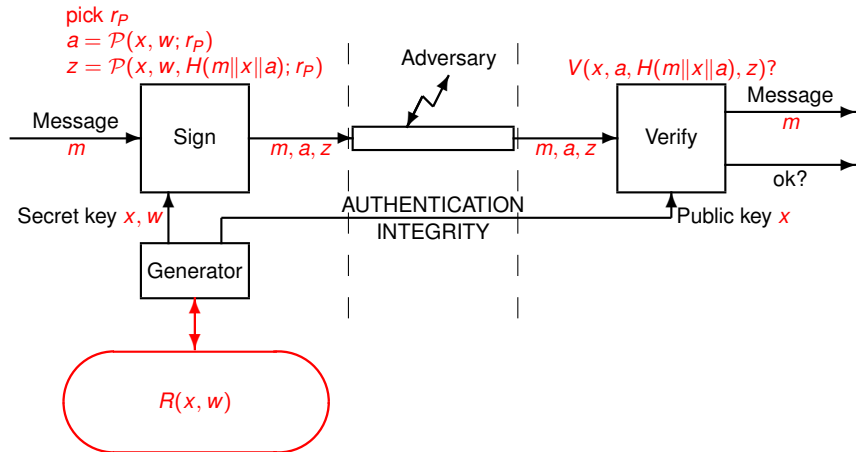 pick r_P
a = P(x, w; r_P)
z = P(x, w, H(m‖x‖a); r_P)
Adversary
V(x, a, H(m‖x‖a), z)?
Message
m
Sign
m, a, z
m, a, z
Verify
Message
m
ok?
Secret key x, w
AUTHENTICATION
INTEGRITY
Public key x
Generator
R(x, w)